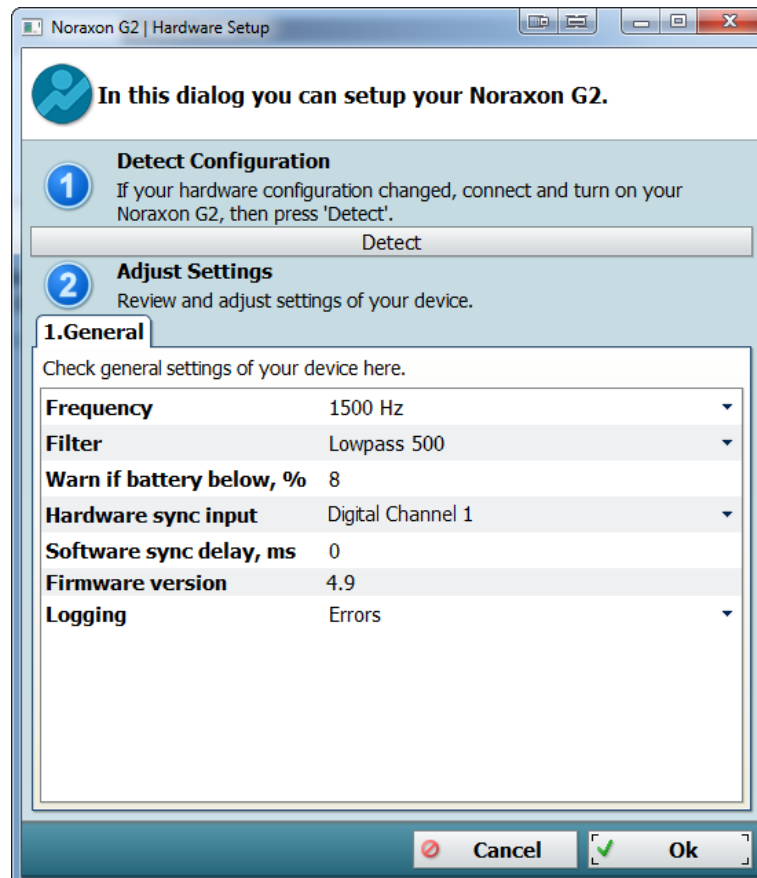 Noraxon G2 | Hardware Setup
In this dialog you can setup your Noraxon G2.
1
Detect Configuration
If your hardware configuration changed, connect and turn on your
Noraxon G2, then press 'Detect'.
Detect
2
Adjust Settings
Review and adjust settings of your device.
1.General
Check general settings of your device here.
Frequency 1500 Hz
Filter Lowpass 500
Warn if battery below, % 8
Hardware sync input Digital Channel 1
Software sync delay, ms 0
Firmware version 4.9
Logging Errors
Cancel Ok